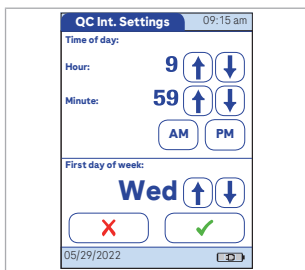 QC Int. Settings 09:15 am
Time of day:
Hour: 9
Minute: 59
AM PM
First day of week:
Wed
05/29/2022